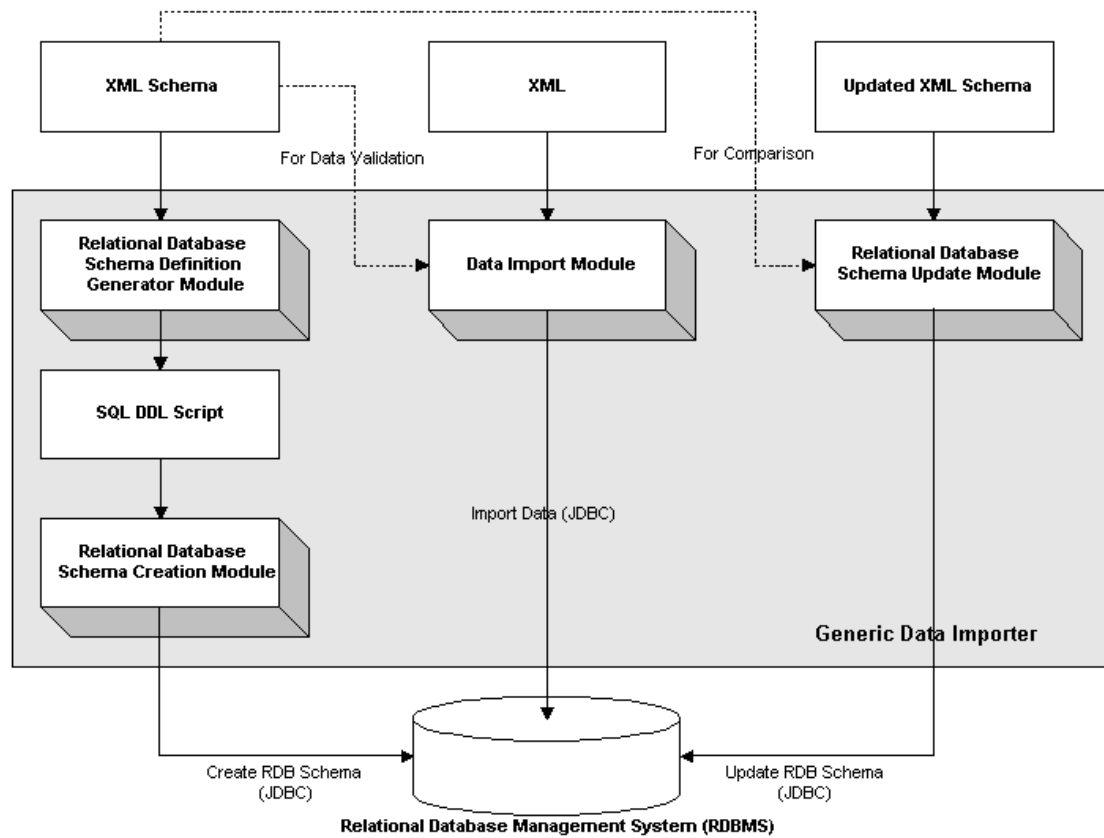 XML Schema
XML
Updated XML Schema
For Data Validation
For Comparison
Relational Database
Schema Definition
Generator Module
Data Import Module
Relational Database
Schema Update Module
SQL DDL Script
Import Data (JDBC)
Relational Database
Schema Creation Module
Generic Data Importer
Create RDB Schema
(JDBC)
Update RDB Schema
(JDBC)
Relational Database Management System (RDBMS)